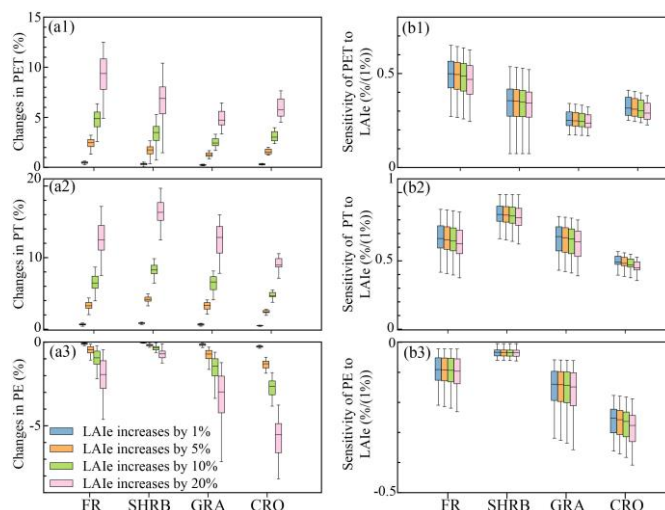 (a1)
Changes in PET (%)
15
10
5
0
(b1)
Sensitivity of PET to
LAIe (%/(1%))
0.5
0
(a2)
Changes in PT (%)
20
10
0
(b2)
Sensitivity of PT to
LAIe (%/(1%))
1
0.5
0
(a3)
Changes in PE (%)
0
-5
LAIe increases by 1%
LAIe increases by 5%
LAIe increases by 10%
LAIe increases by 20%
FR SHRB GRA CRO
(b3)
Sensitivity of PE to
LAIe (%/(1%))
0
-0.5
FR SHRB GRA CRO